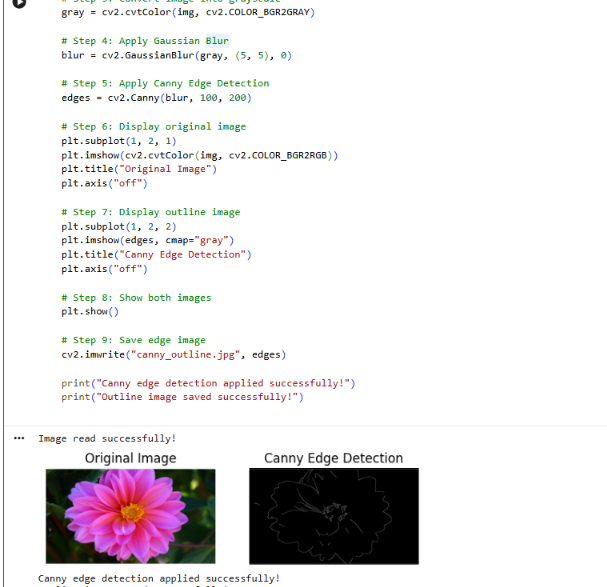 # Step 3: Convert image into grayscale
gray = cv2.cvtColor(img, cv2.COLOR_BGR2GRAY)
# Step 4: Apply Gaussian Blur
blur = cv2.GaussianBlur(gray, (5, 5), 0)
# Step 5: Apply Canny Edge Detection
edges = cv2.Canny(blur, 100, 200)
# Step 6: Display original image
plt.subplot(1, 2, 1)
plt.imshow(cv2.cvtColor(img, cv2.COLOR_BGR2RGB))
plt.title("Original Image")
plt.axis("off")
# Step 7: Display outline image
plt.subplot(1, 2, 2)
plt.imshow(edges, cmap="gray")
plt.title("Canny Edge Detection")
plt.axis("off")
# Step 8: Show both images
plt.show()
# Step 9: Save edge image
cv2.imwrite("canny_outline.jpg", edges)
print("Canny edge detection applied successfully!")
print("Outline image saved successfully!")
Image read successfully!
Original Image Canny Edge Detection
Canny edge detection applied successfully!